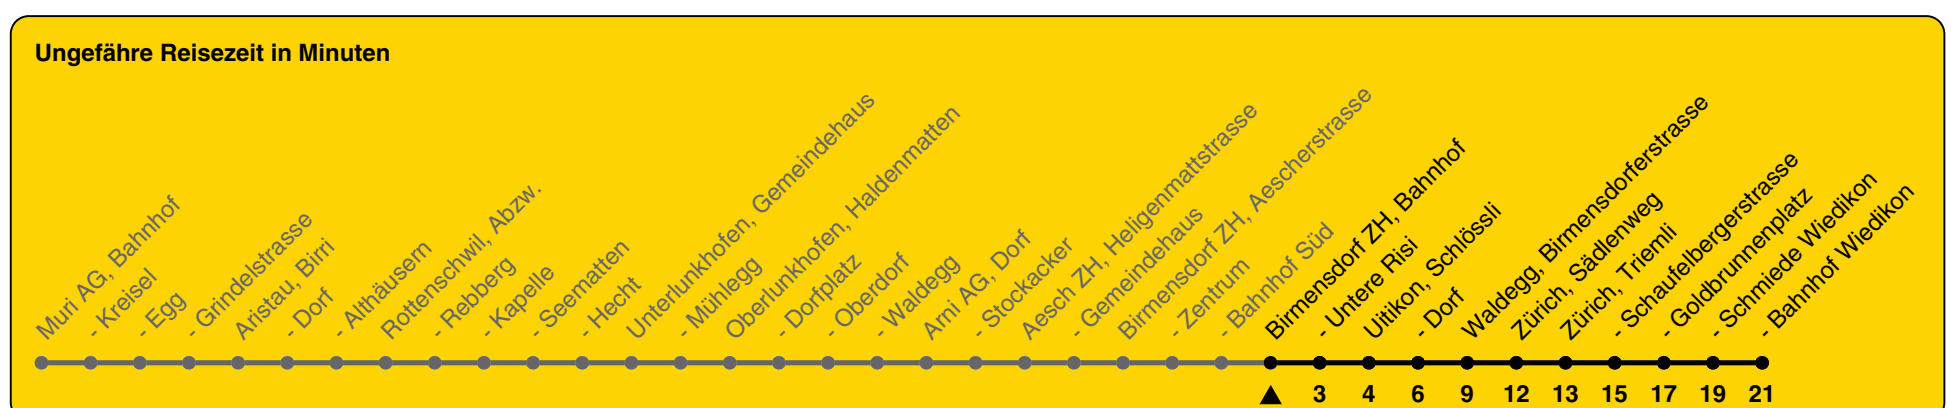 Ungefähre Reisezeit in Minuten
Muri AG, Bahnhof
- Kreisel
- Egg
- Grindelstrasse
Aristau, Birri
- Dorf
- Althäusern
Rottenschwil, Abzw.
- Rebberg
- Kapelle
- Seematten
- Hecht
Unterlunkhofen, Gemeindehaus
- Mühlegg
Oberlunkhofen, Haldenmatten
- Dorfplatz
- Oberdorf
- Waldegg
Arni AG, Dorf
- Stockacker
Aesch ZH, Heligenmattstrasse
- Gemeindehaus
Birmensdorf ZH, Aescherstrasse
- Zentrum
- Bahnhof Süd
Birmensdorf ZH, Bahnhof
- Untere Risi
Uitikon, Schlössli
- Dorf
Waldegg, Birmensdorferstrasse
Zürich, Sädlenweg
Zürich, Triemli
- Schaufelbergerstrasse
- Goldbrunnenplatz
- Schmiede Wiedikon
- Bahnhof Wiedikon
3 4 6 9 12 13 15 17 19 21